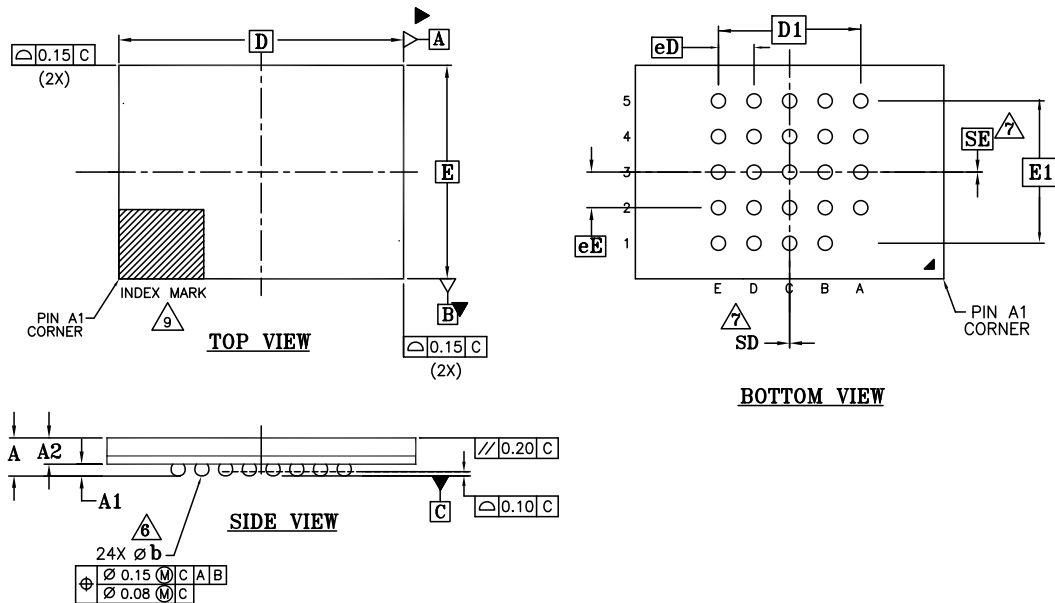 D
A
⌓ 0.15 C
(2X)
E
INDEX MARK
PIN A1
CORNER
9
B
TOP VIEW
⌓ 0.15 C
(2X)
D1
eD
5
4
3
2
1
SE
7
E1
eE
E D C B A
7
SD
PIN A1
CORNER
BOTTOM VIEW
A
A2
A1
// 0.20 C
⌓ 0.10 C
C
SIDE VIEW
6
24X Ø b
⌖ Ø 0.15 Ⓜ C A B
Ø 0.08 Ⓜ C